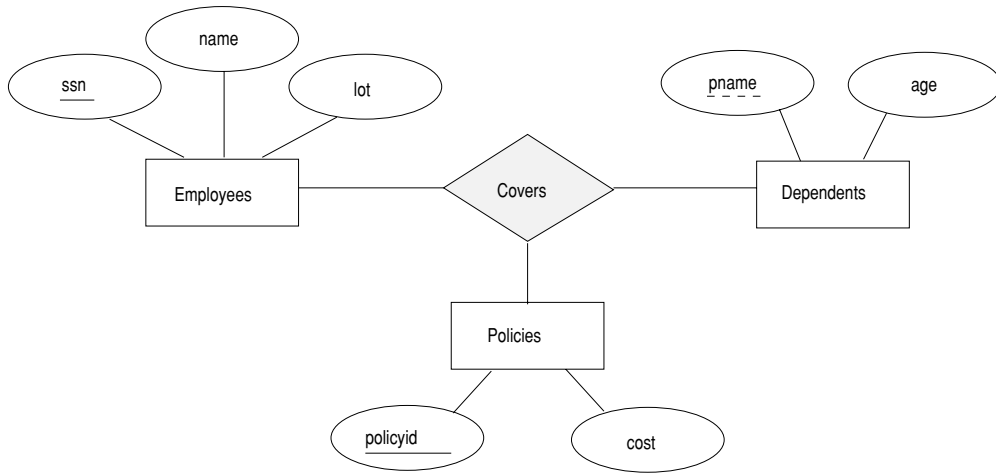 name
ssn
lot
pname
age
Employees
Covers
Dependents
Policies
policyid
cost